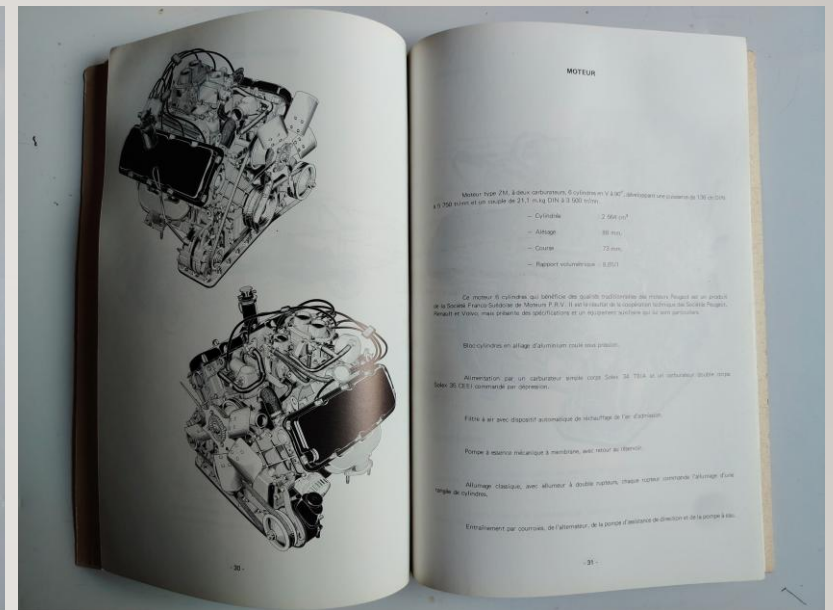 - 30 -
MOTEUR
Moteur type ZM, à deux carburateurs, 6 cylindres en V à 90°, développant une puissance de 136 ch DIN
à 5 750 tr/mn et un couple de 21,1 m.kg DIN à 3 500 tr/mn.
— Cylindrée : 2 664 cm³
— Alésage : 88 mm,
— Course : 73 mm,
— Rapport volumétrique :
Ce moteur 6 cylindres qui bénéficie des qualités traditionnelles des moteurs Peugeot est un produit
de la Société Franco-Suédoise de Moteurs P.R.V. Il est le résultat de la coopération technique des Sociétés Peugeot,
Renault et Volvo, mais présente des spécifications et un équipement auxiliaire qui lui sont particuliers.
Bloc-cylindres en alliage d'aluminium coulé sous pression.
Alimentation par un carburateur simple corps Solex 34 et un carburateur double corps
Solex 35 CEEI commandé par dépression.
Filtre à air avec dispositif automatique de réchauffage de l'air d'admission.
Pompe à essence mécanique à membrane, avec retour au réservoir.
Allumage classique, avec allumeur à double rupteurs, chaque rupteur commande l'allumage d'une
rampe de cylindres.
Entraînement par courroies, de l'alternateur, de la pompe d'assistance de direction et de la pompe à eau.
- 31 -